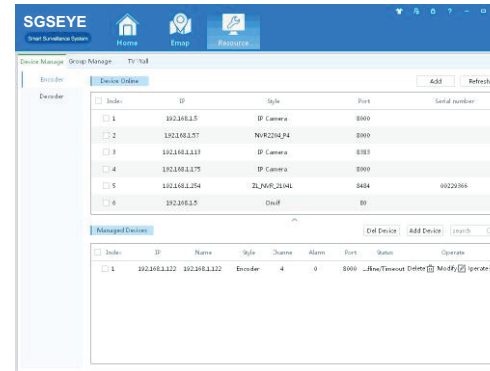 SGSEYE
Smart Surveillance System
Home Emap Resource
Device Manage Group Manage TV Wall
Encoder
Decoder
Device Online Add Refresh
Index IP Style Port Serial number
1 192.168.1.5 IP Camera 8000
2 192.168.1.57 NVR2204_P4 8000
3 192.168.1.113 IP Camera 8383
4 192.168.1.175 IP Camera 8000
5 192.168.1.254 ZL_NVR_2104L 8484 00229366
6 192.168.1.5 Onvif 80
Managed Devices Del Device Add Device search
Index IP Name Style Channe Alarm Port Status Operate
1 192.168.1.122 192.168.1.122 Encoder 4 0 8000 ...ffline/Timeout Delete Modify Operate